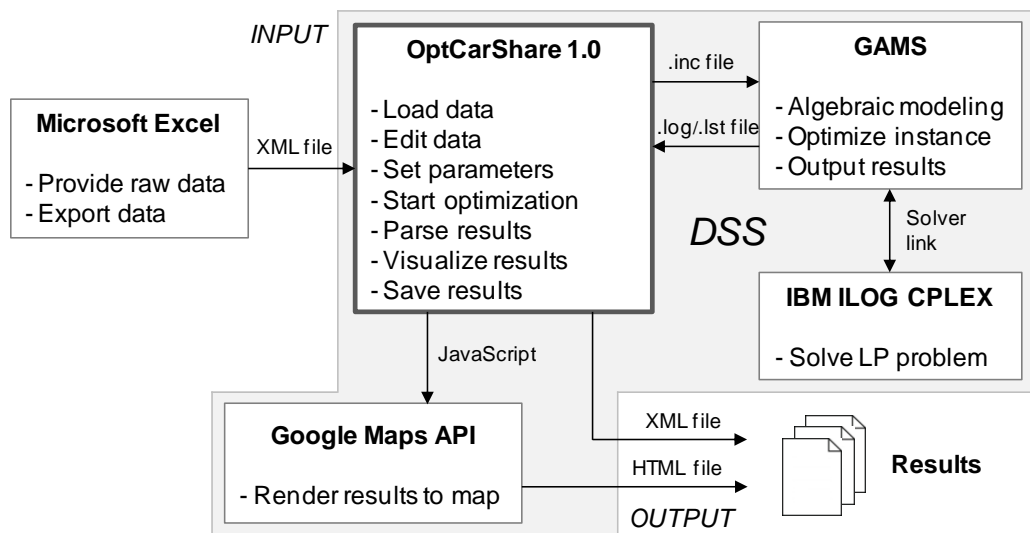 INPUT
OptCarShare 1.0
- Load data
- Edit data
- Set parameters
- Start optimization
- Parse results
- Visualize results
- Save results
GAMS
- Algebraic modeling
- Optimize instance
- Output results
.inc file
.log/.lst file
Microsoft Excel
- Provide raw data
- Export data
XML file
DSS
Solver
link
IBM ILOG CPLEX
- Solve LP problem
JavaScript
Google Maps API
- Render results to map
XML file
HTML file
Results
OUTPUT